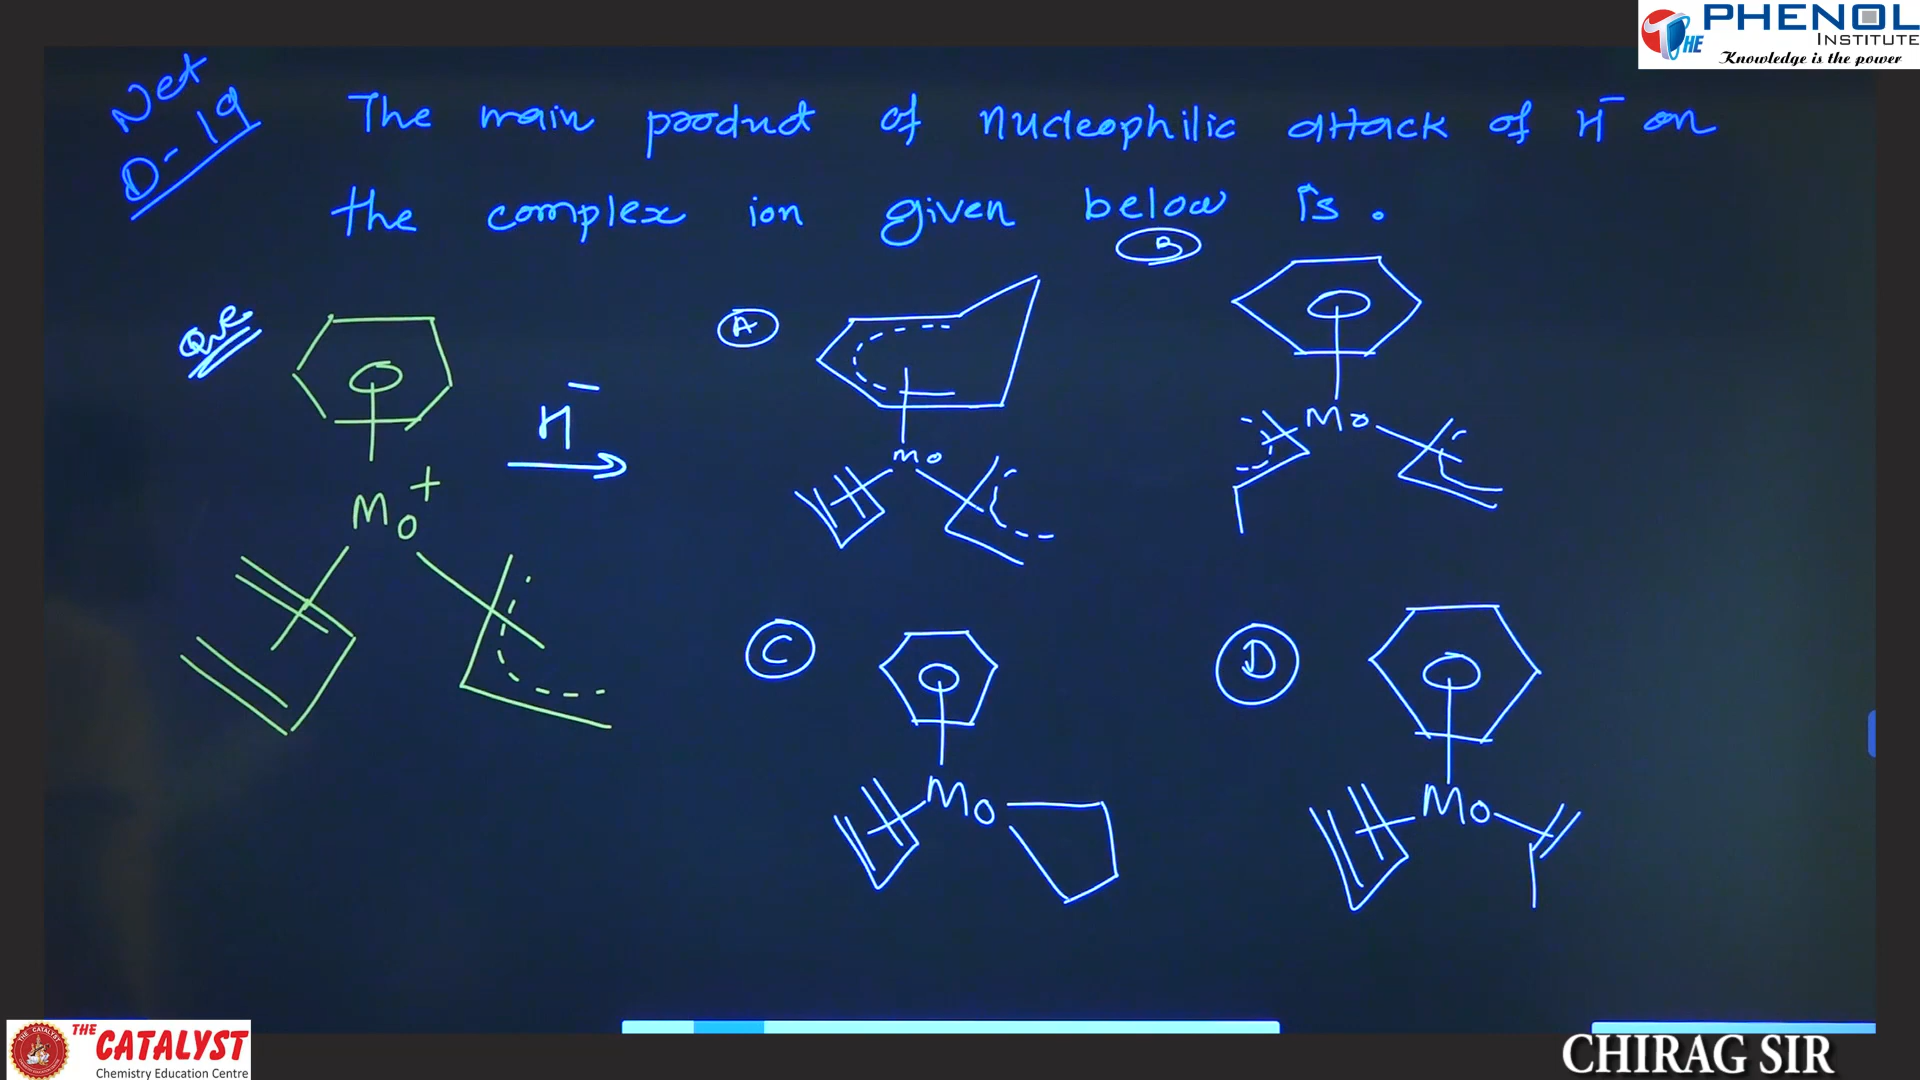 PHENOL
INSTITUTE
THE
Knowledge is the power
Net
D-19
The main product of nucleophilic attack of H⁻ on
the complex ion given below is.
B
Que
A
H⁻
Mo
Mo
Mo⁺
C
D
Mo
Mo
THE CATALYST
Chemistry Education Centre
CHIRAG SIR